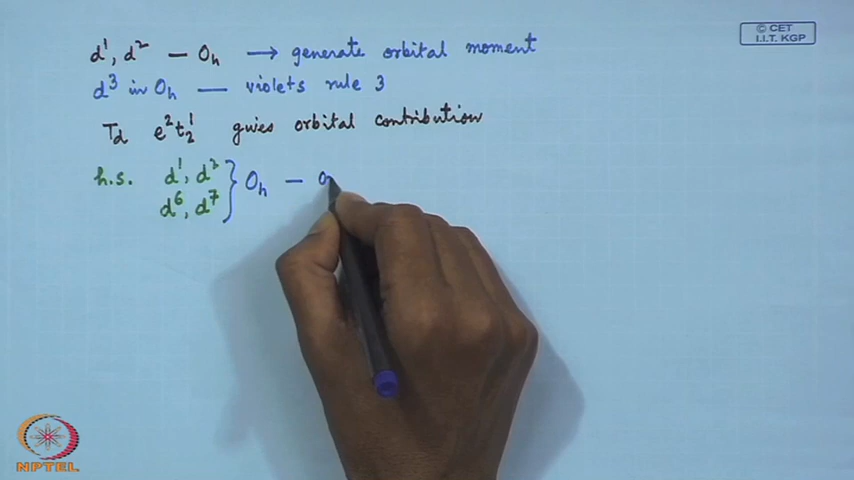 © CET
I.I.T. KGP
d¹, d² — Oₕ ⟶ generate orbital moment
d³ in Oₕ — violets rule 3
T_d e²t₂¹ gives orbital contribution
h.s. d¹, d² } Oₕ —
d⁶, d⁷
NPTEL